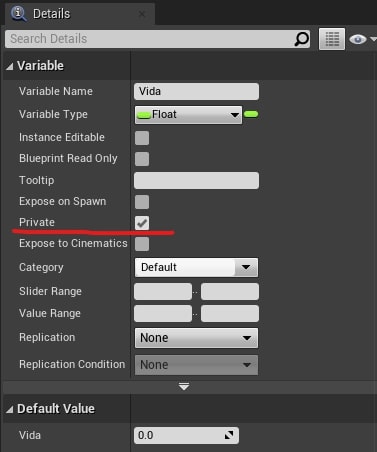 Details
Search Details
Variable
Variable Name Vida
Variable Type Float
Instance Editable
Blueprint Read Only
Tooltip
Expose on Spawn
Private
Expose to Cinematics
Category Default
Slider Range ..
Value Range ..
Replication None
Replication Condition None
Default Value
Vida 0.0